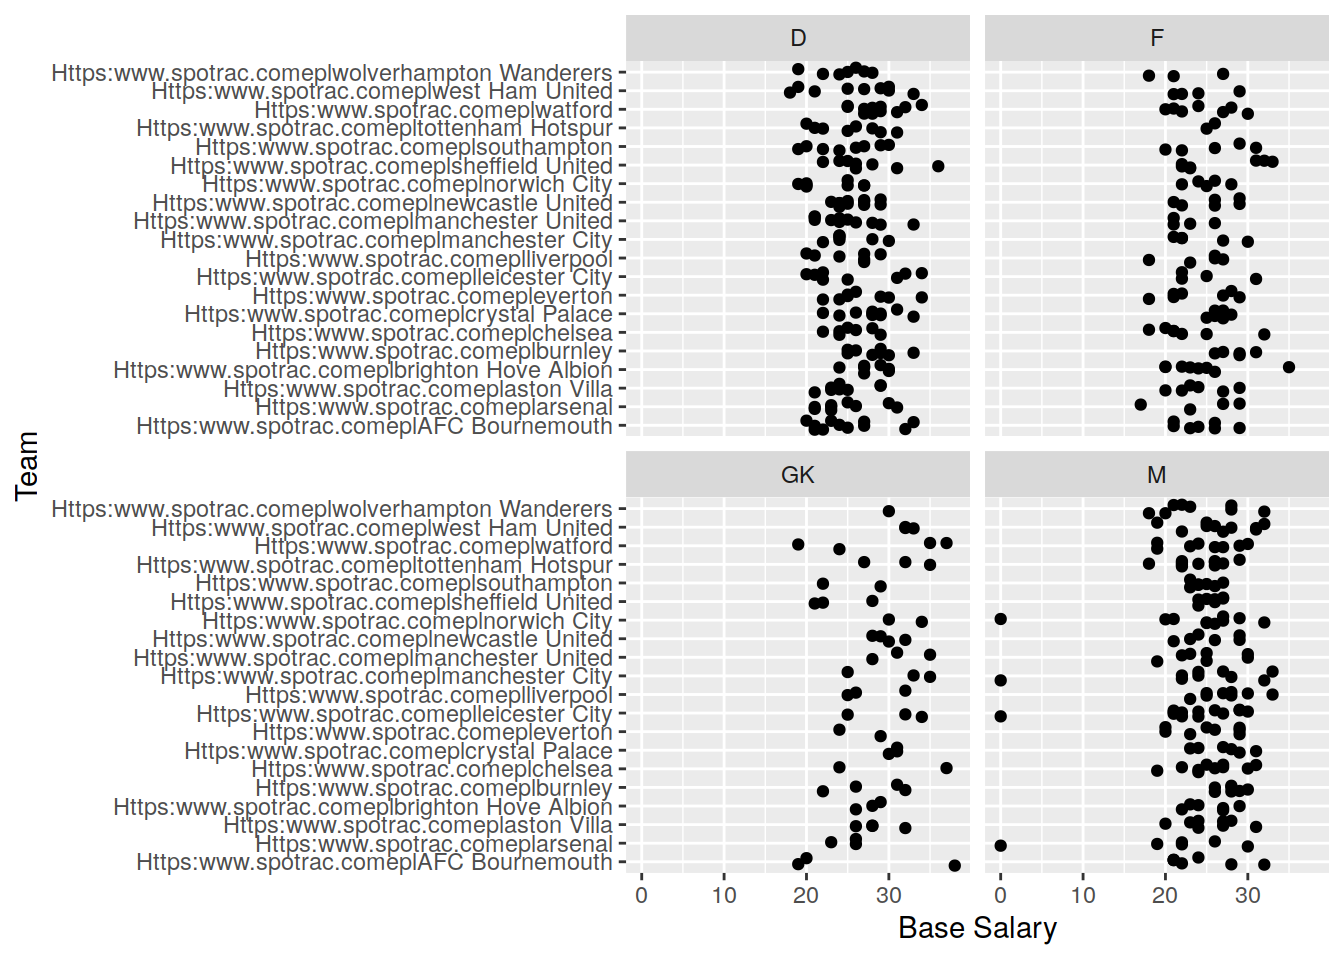 D
F
Https:www.spotrac.comeplwolverhampton Wanderers
Https:www.spotrac.comeplwest Ham United
Https:www.spotrac.comeplwatford
Https:www.spotrac.comepltottenham Hotspur
Https:www.spotrac.comeplsouthampton
Https:www.spotrac.comeplsheffield United
Https:www.spotrac.comeplnorwich City
Https:www.spotrac.comeplnewcastle United
Https:www.spotrac.comeplmanchester United
Https:www.spotrac.comeplmanchester City
Https:www.spotrac.comeplliverpool
Https:www.spotrac.comeplleicester City
Https:www.spotrac.comepleverton
Https:www.spotrac.comeplcrystal Palace
Https:www.spotrac.comeplchelsea
Https:www.spotrac.comeplburnley
Https:www.spotrac.comeplbrighton Hove Albion
Https:www.spotrac.comeplaston Villa
Https:www.spotrac.comeplarsenal
Https:www.spotrac.comeplAFC Bournemouth
Team
GK
M
Https:www.spotrac.comeplwolverhampton Wanderers
Https:www.spotrac.comeplwest Ham United
Https:www.spotrac.comeplwatford
Https:www.spotrac.comepltottenham Hotspur
Https:www.spotrac.comeplsouthampton
Https:www.spotrac.comeplsheffield United
Https:www.spotrac.comeplnorwich City
Https:www.spotrac.comeplnewcastle United
Https:www.spotrac.comeplmanchester United
Https:www.spotrac.comeplmanchester City
Https:www.spotrac.comeplliverpool
Https:www.spotrac.comeplleicester City
Https:www.spotrac.comepleverton
Https:www.spotrac.comeplcrystal Palace
Https:www.spotrac.comeplchelsea
Https:www.spotrac.comeplburnley
Https:www.spotrac.comeplbrighton Hove Albion
Https:www.spotrac.comeplaston Villa
Https:www.spotrac.comeplarsenal
Https:www.spotrac.comeplAFC Bournemouth
0 10 20 30
0 10 20 30
Base Salary